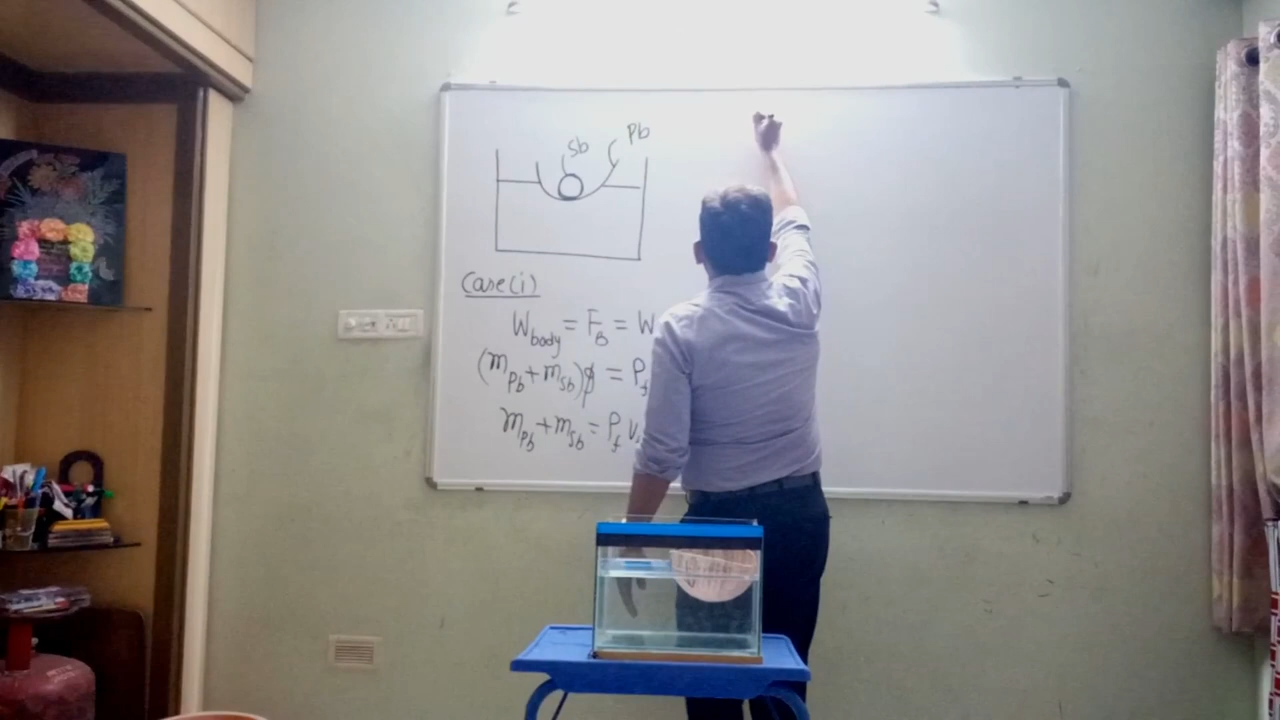 Sb
Pb
Case(i)
W_body = F_B = W
(m_Pb + m_Sb)g = ρ_f
m_Pb + m_Sb = ρ_f V